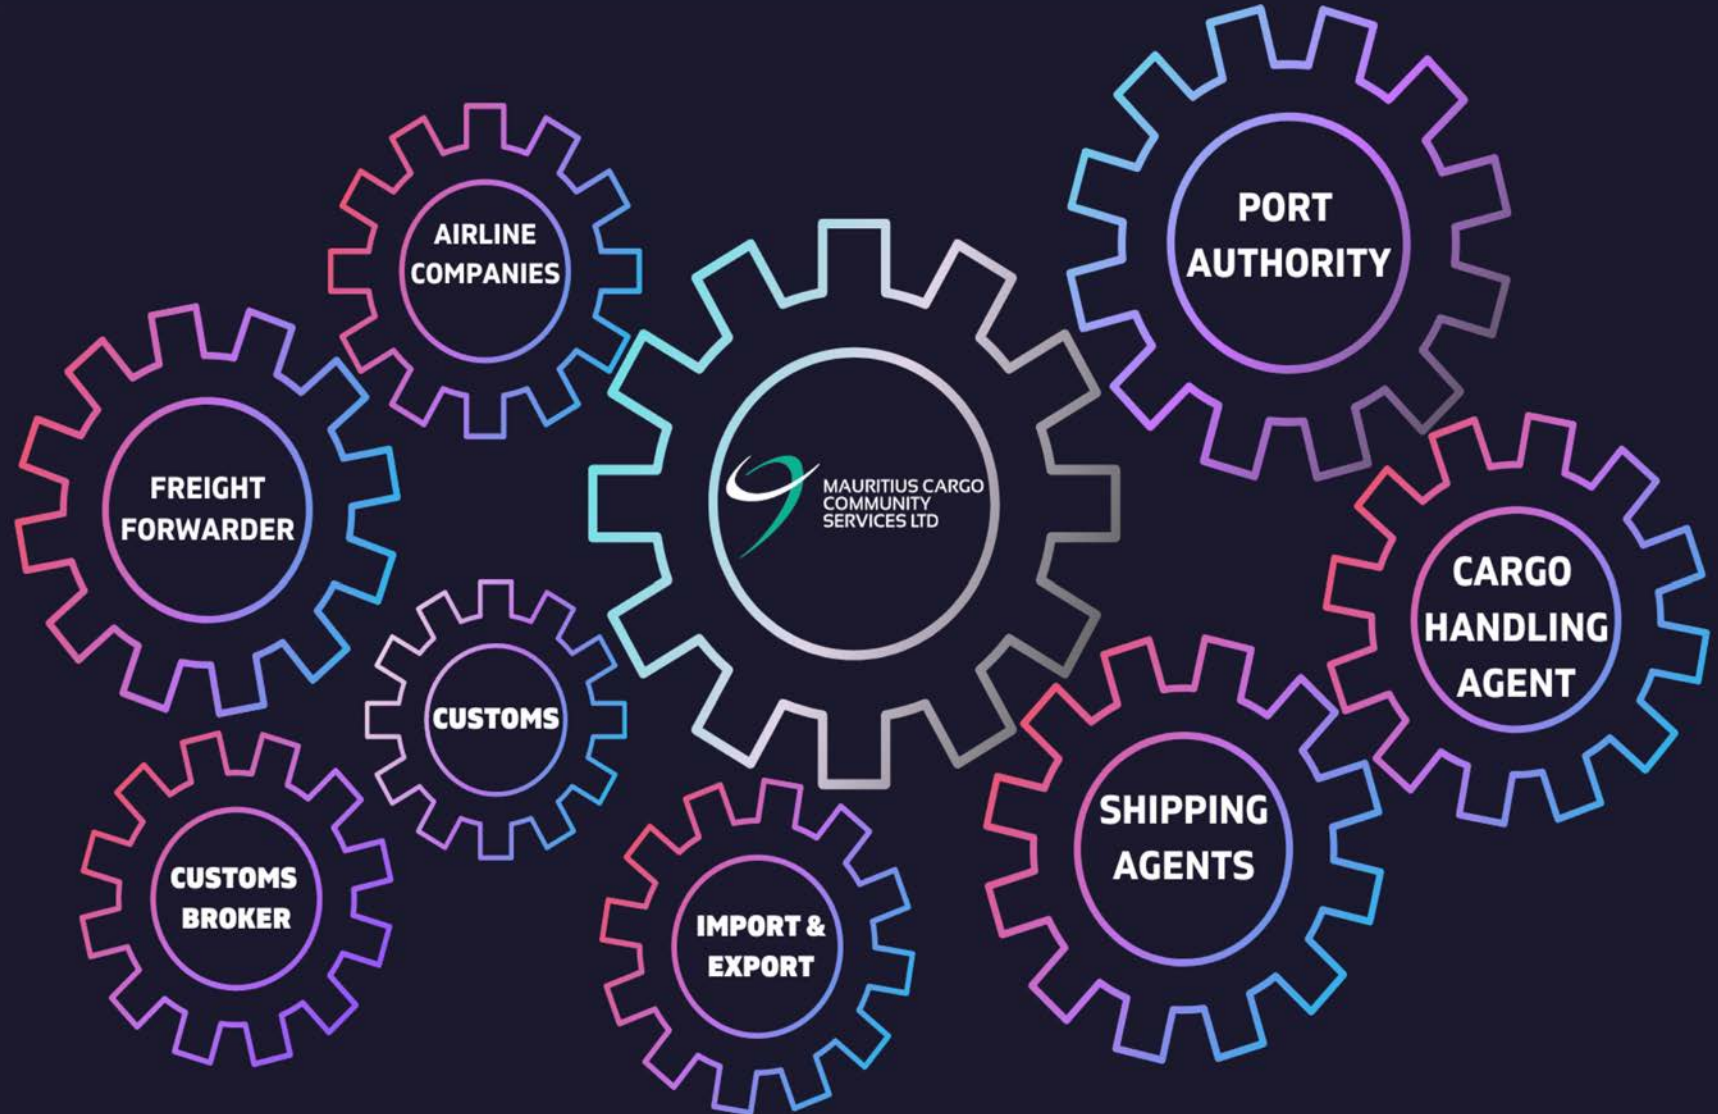 AIRLINE
COMPANIES
PORT
AUTHORITY
FREIGHT
FORWARDER
MAURITIUS CARGO
COMMUNITY
SERVICES LTD
CARGO
HANDLING
AGENT
CUSTOMS
SHIPPING
AGENTS
CUSTOMS
BROKER
IMPORT &
EXPORT